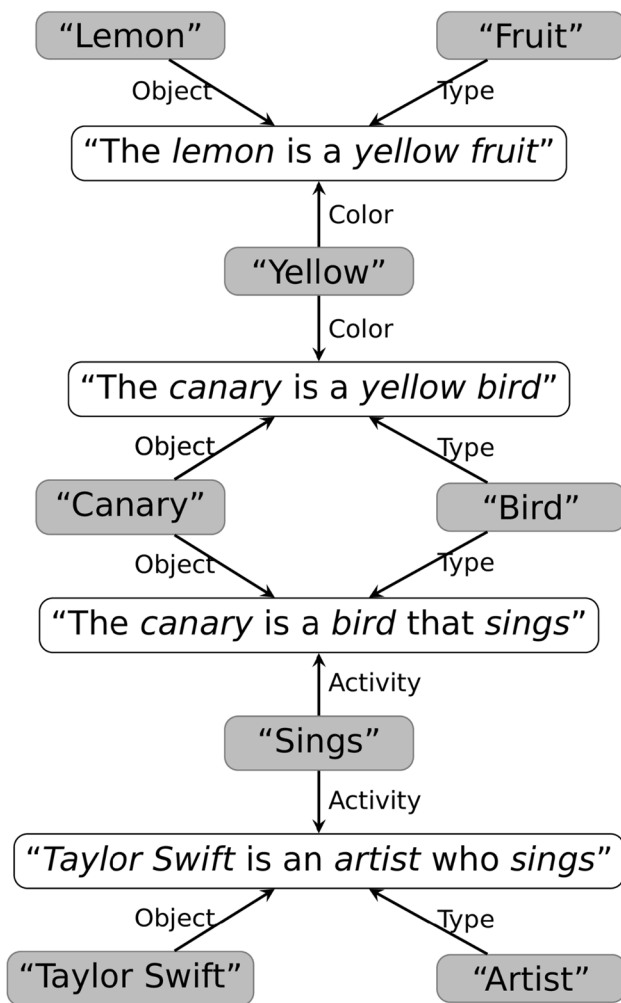 “Lemon”
“Fruit”
Object
Type
“The lemon is a yellow fruit”
Color
“Yellow”
Color
“The canary is a yellow bird”
Object
Type
“Canary”
“Bird”
Object
Type
“The canary is a bird that sings”
Activity
“Sings”
Activity
“Taylor Swift is an artist who sings”
Object
Type
“Taylor Swift”
“Artist”